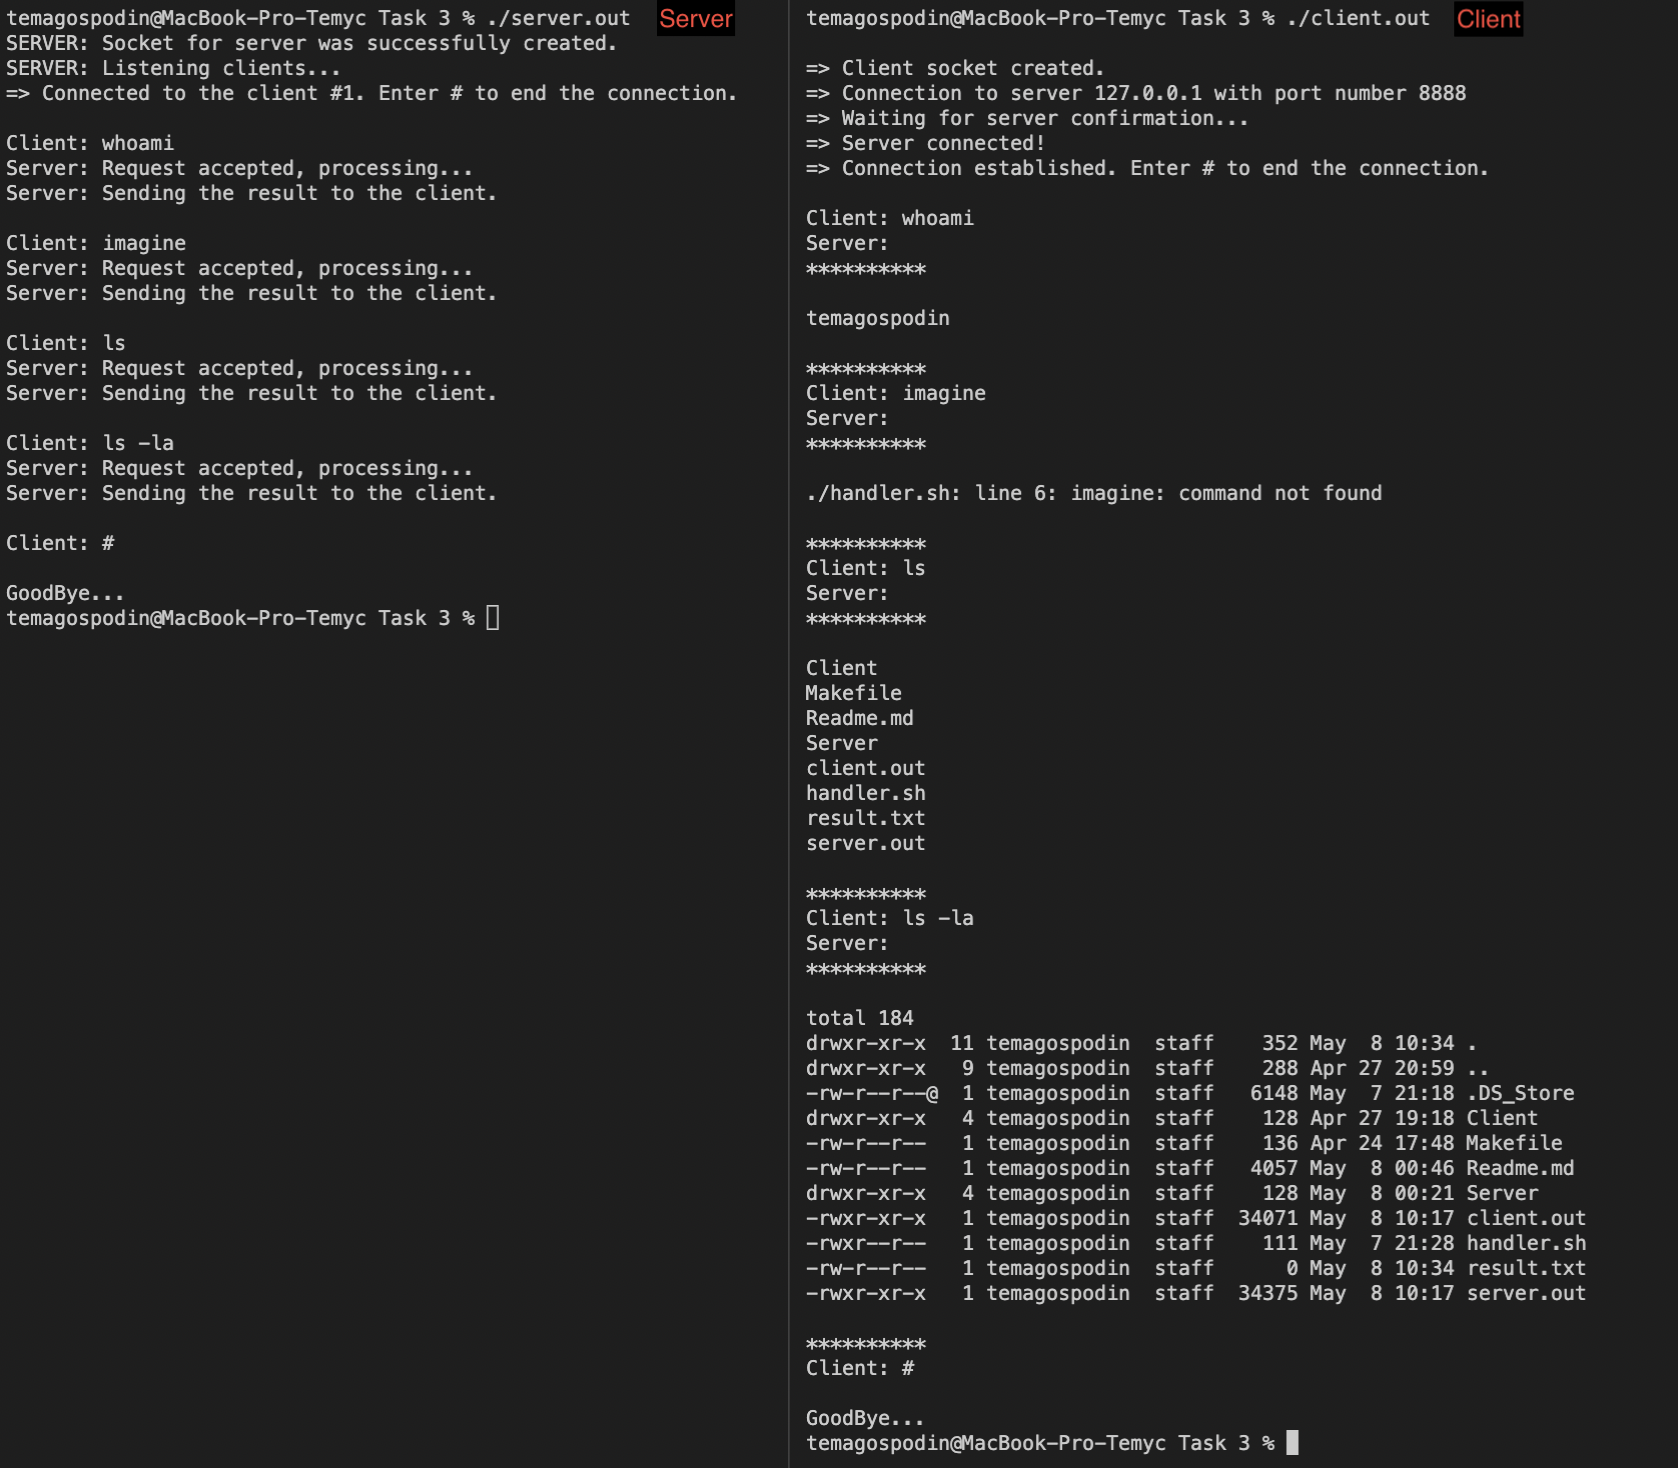 temagospodin@MacBook-Pro-Temyc Task 3 % ./server.out Server
SERVER: Socket for server was successfully created.
SERVER: Listening clients...
=> Connected to the client #1. Enter # to end the connection.
Client: whoami
Server: Request accepted, processing...
Server: Sending the result to the client.
Client: imagine
Server: Request accepted, processing...
Server: Sending the result to the client.
Client: ls
Server: Request accepted, processing...
Server: Sending the result to the client.
Client: ls -la
Server: Request accepted, processing...
Server: Sending the result to the client.
Client: #
GoodBye...
temagospodin@MacBook-Pro-Temyc Task 3 %
temagospodin@MacBook-Pro-Temyc Task 3 % ./client.out Client
=> Client socket created.
=> Connection to server 127.0.0.1 with port number 8888
=> Waiting for server confirmation...
=> Server connected!
=> Connection established. Enter # to end the connection.
Client: whoami
Server:
**********
temagospodin
**********
Client: imagine
Server:
**********
./handler.sh: line 6: imagine: command not found
**********
Client: ls
Server:
**********
Client
Makefile
Readme.md
Server
client.out
handler.sh
result.txt
server.out
**********
Client: ls -la
Server:
**********
total 184
drwxr-xr-x  11 temagospodin  staff    352 May  8 10:34 .
drwxr-xr-x   9 temagospodin  staff    288 Apr 27 20:59 ..
-rw-r--r--@  1 temagospodin  staff   6148 May  7 21:18 .DS_Store
drwxr-xr-x   4 temagospodin  staff    128 Apr 27 19:18 Client
-rw-r--r--   1 temagospodin  staff    136 Apr 24 17:48 Makefile
-rw-r--r--   1 temagospodin  staff   4057 May  8 00:46 Readme.md
drwxr-xr-x   4 temagospodin  staff    128 May  8 00:21 Server
-rwxr-xr-x   1 temagospodin  staff  34071 May  8 10:17 client.out
-rwxr--r--   1 temagospodin  staff    111 May  7 21:28 handler.sh
-rw-r--r--   1 temagospodin  staff      0 May  8 10:34 result.txt
-rwxr-xr-x   1 temagospodin  staff  34375 May  8 10:17 server.out
**********
Client: #
GoodBye...
temagospodin@MacBook-Pro-Temyc Task 3 %